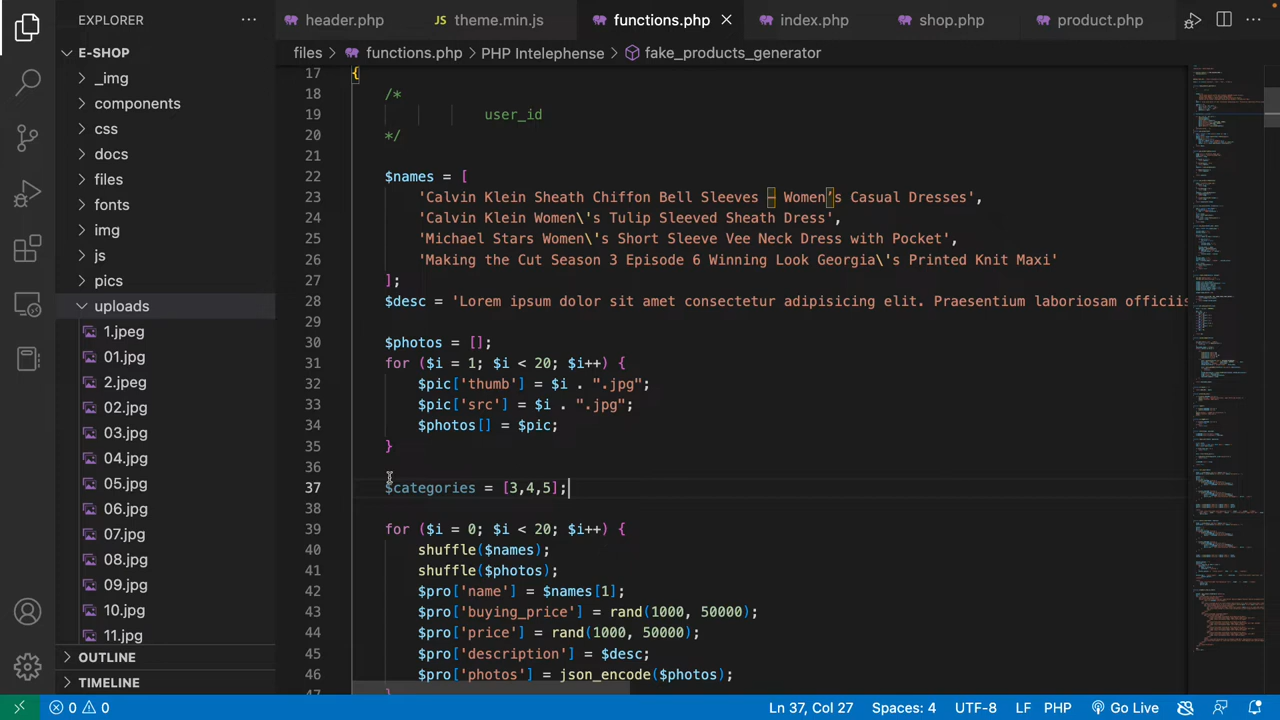 EXPLORER
header.php
theme.min.js
functions.php
index.php
shop.php
product.php
E-SHOP
files
functions.php
PHP Intelephense
fake_products_generator
_img
components
css
docs
files
fonts
img
js
pics
uploads
1.jpeg
01.jpg
2.jpeg
02.jpg
03.jpg
04.jpg
05.jpg
06.jpg
07.jpg
08.jpg
09.jpg
10.jpg
11.jpg
OUTLINE
TIMELINE
17 {
18 /*
19 user_id
20 */
21
22 $names = [
23 'Calvin Klein Sheath Chiffon Bell Sleeves Women's Casual Dresses',
24 'Calvin Klein Women\'s Tulip Sleeved Sheath Dress',
25 'Michael Women\'s Short Sleeve Dress with Pocket',
26 'Making the Cut Season 3 Episode 6 Winning Look Georgia\'s Printed Knit Maxi'
27 ];
28 $desc = 'Lorem ipsum dolor sit amet consectetur adipisicing elit. Praesentium laboriosam officiis
29
30 $photos = [];
31 for ($i = 20; $i++) {
32 $pic['thumb'] = $i . ".jpg";
33 $pic['src'] = $i . ".jpg";
34 $photos[] = $pic;
35 }
36
37 $categories = [ ,4,5];
38
39 for ($i = 0; $i++) {
40 shuffle($names);
41 shuffle($photos);
42 $pro['name'] = $names[1];
43 = rand(1000, 50000);
44 $pro['price'] = rand( 50000);
45 $pro['description'] = $desc;
46 $pro['photos'] = json_encode($photos);
47 }
0 0
Ln 37, Col 27
Spaces: 4
UTF-8
LF
PHP
Go Live